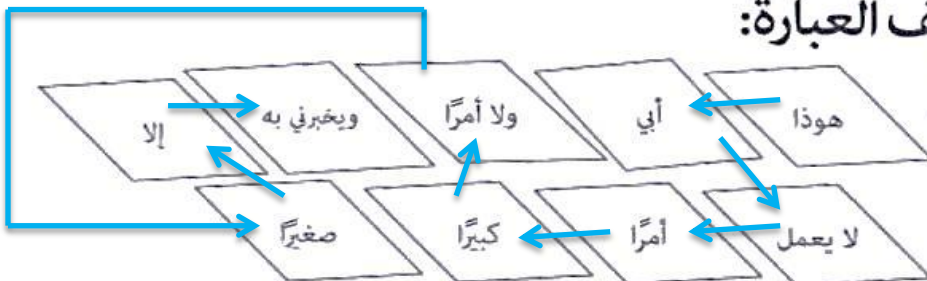 ف العبارة:
هوذا أبي ولا أمرًا ويخبرني به إلا
لا يعمل أمرًا كبيرًا صغيرًا